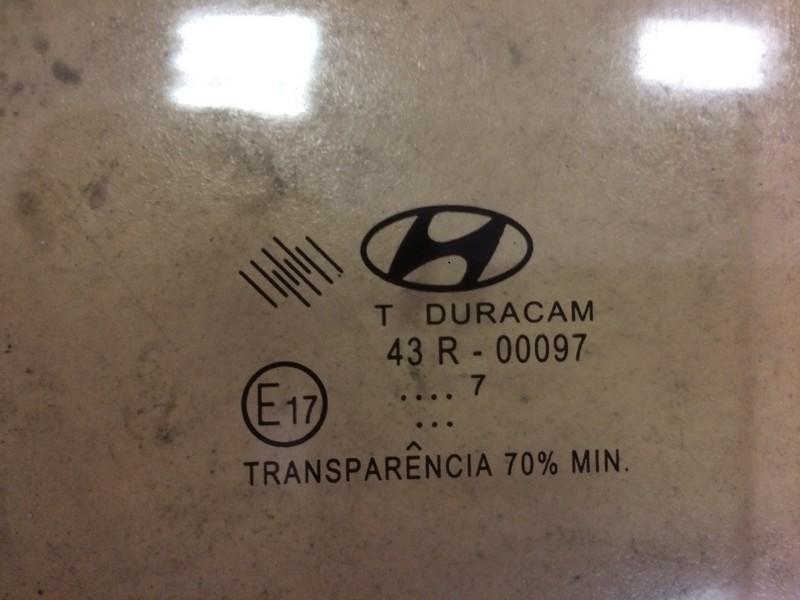 T DURACAM
43 R - 00097
E17
.... 7
...
TRANSPARÊNCIA 70% MIN.